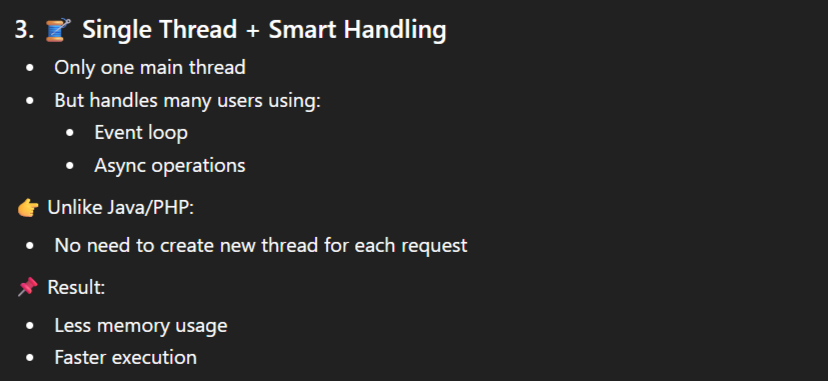 3. 🧵 Single Thread + Smart Handling
• Only one main thread
• But handles many users using:
• Event loop
• Async operations
👉 Unlike Java/PHP:
• No need to create new thread for each request
📌 Result:
• Less memory usage
• Faster execution